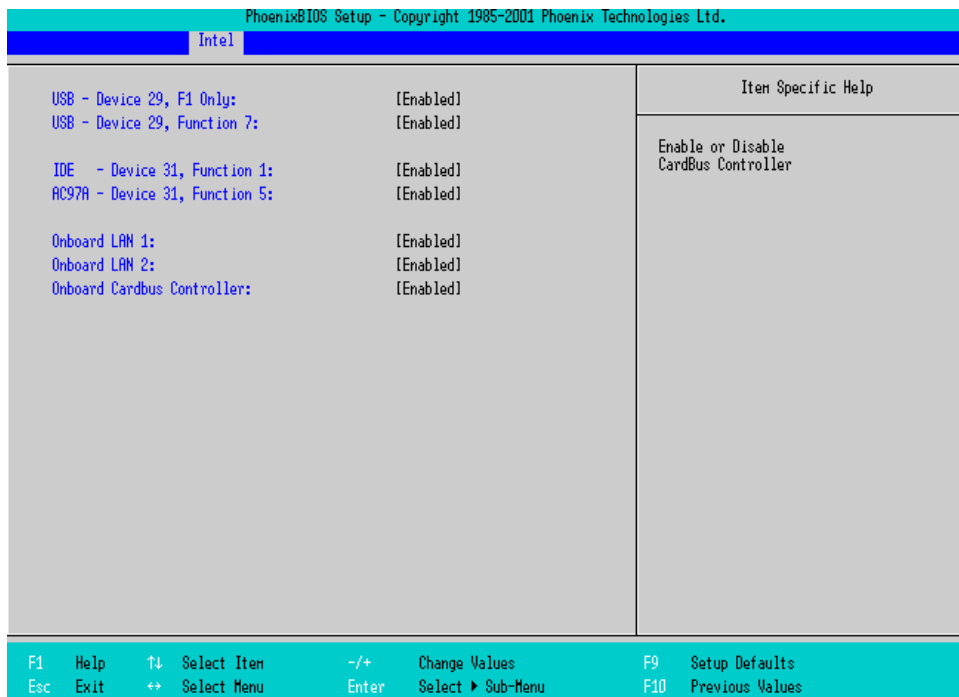 PhoenixBIOS Setup - Copyright 1985-2001 Phoenix Technologies Ltd.
Intel
USB - Device 29, F1 Only: [Enabled]
USB - Device 29, Function 7: [Enabled]
IDE - Device 31, Function 1: [Enabled]
AC97A - Device 31, Function 5: [Enabled]
Onboard LAN 1: [Enabled]
Onboard LAN 2: [Enabled]
Onboard Cardbus Controller: [Enabled]
Item Specific Help
Enable or Disable
CardBus Controller
F1 Help ↑↓ Select Item -/+ Change Values F9 Setup Defaults
Esc Exit ↔ Select Menu Enter Select ▶ Sub-Menu F10 Previous Values